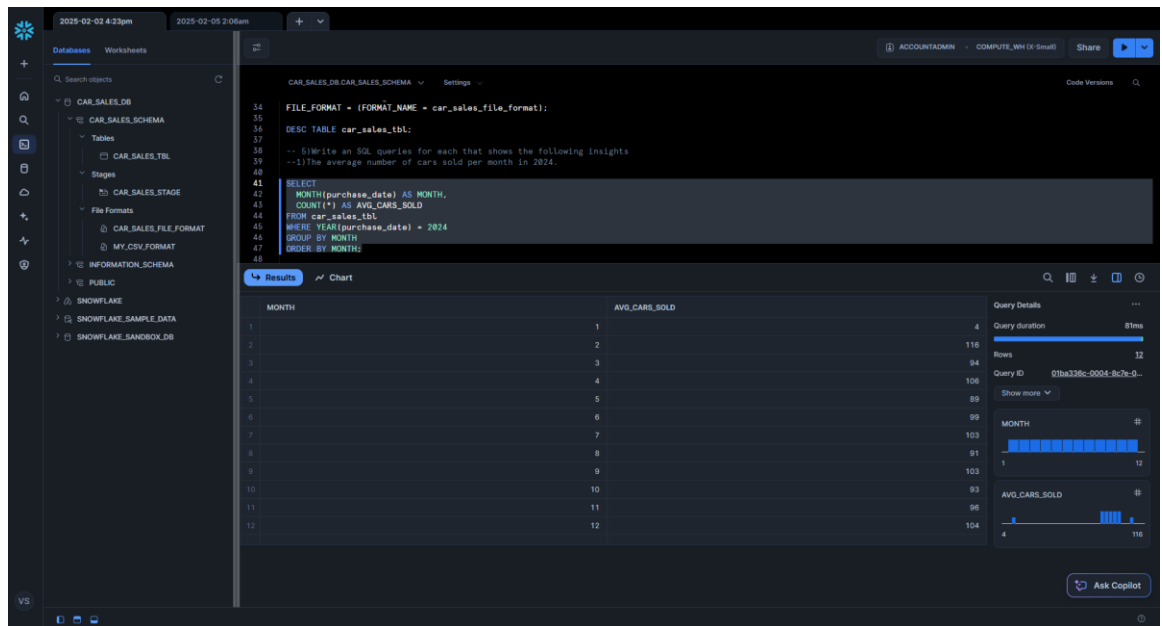 2025-02-02 4:23pm
2025-02-05 2:06am
Databases
Worksheets
ACCOUNTADMIN · COMPUTE_WH (X-Small)
Share
Search objects
CAR_SALES_DB
CAR_SALES_SCHEMA
Tables
CAR_SALES_TBL
Stages
CAR_SALES_STAGE
File Formats
CAR_SALES_FILE_FORMAT
MY_CSV_FORMAT
INFORMATION_SCHEMA
PUBLIC
SNOWFLAKE
SNOWFLAKE_SAMPLE_DATA
SNOWFLAKE_SANDBOX_DB
VS
CAR_SALES_DB.CAR_SALES_SCHEMA
Settings
Code Versions
34 FILE_FORMAT = (FORMAT_NAME = car_sales_file_format);
35
36 DESC TABLE car_sales_tbl;
37
38 -- 5)Write an SQL queries for each that shows the following insights
39 --1)The average number of cars sold per month in 2024.
40
41 SELECT
42 MONTH(purchase_date) AS MONTH,
43 COUNT(*) AS AVG_CARS_SOLD
44 FROM car_sales_tbl
45 WHERE YEAR(purchase_date) = 2024
46 GROUP BY MONTH
47 ORDER BY MONTH;
48
Results
Chart
MONTH AVG_CARS_SOLD
1 1 4
2 2 116
3 3 94
4 4 106
5 5 89
6 6 99
7 7 103
8 8 91
9 9 103
10 10 93
11 11 96
12 12 104
Query Details
Query duration 81ms
Rows 12
Query ID 01ba336c-0004-8c7e-0...
Show more
MONTH #
1 12
AVG_CARS_SOLD #
4 116
Ask Copilot